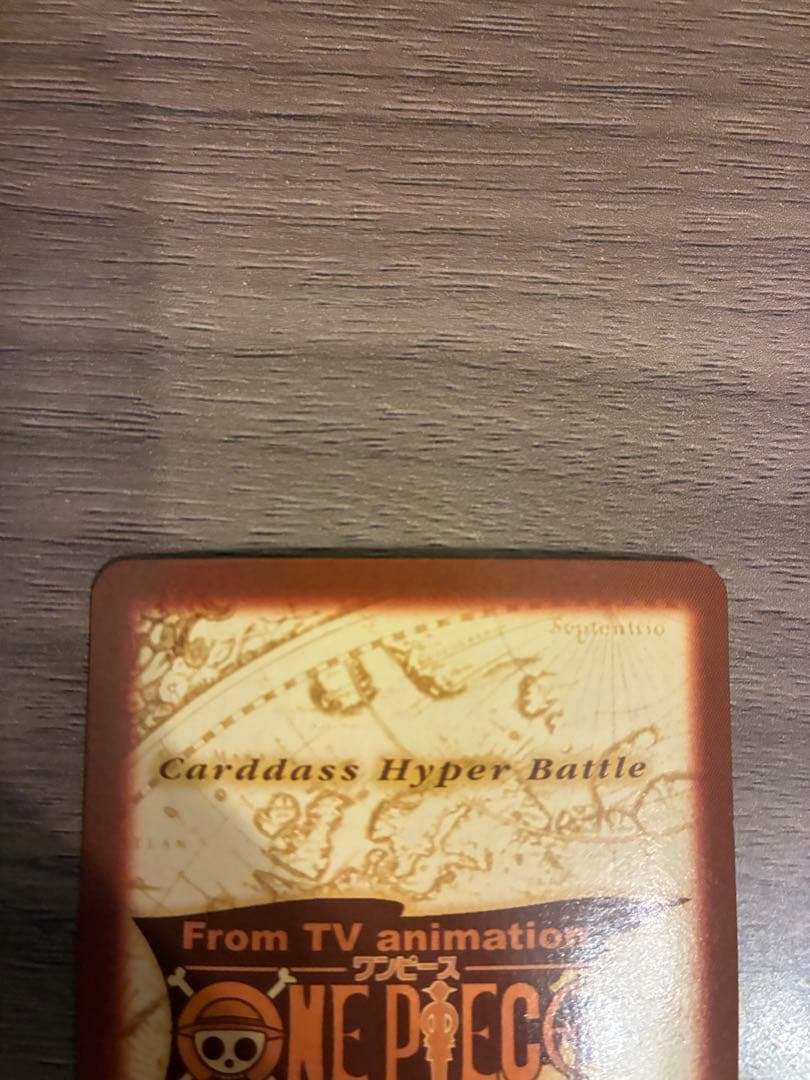 Septentrio
Carddass Hyper Battle
From TV animation
ワンピース
ONE PIECE